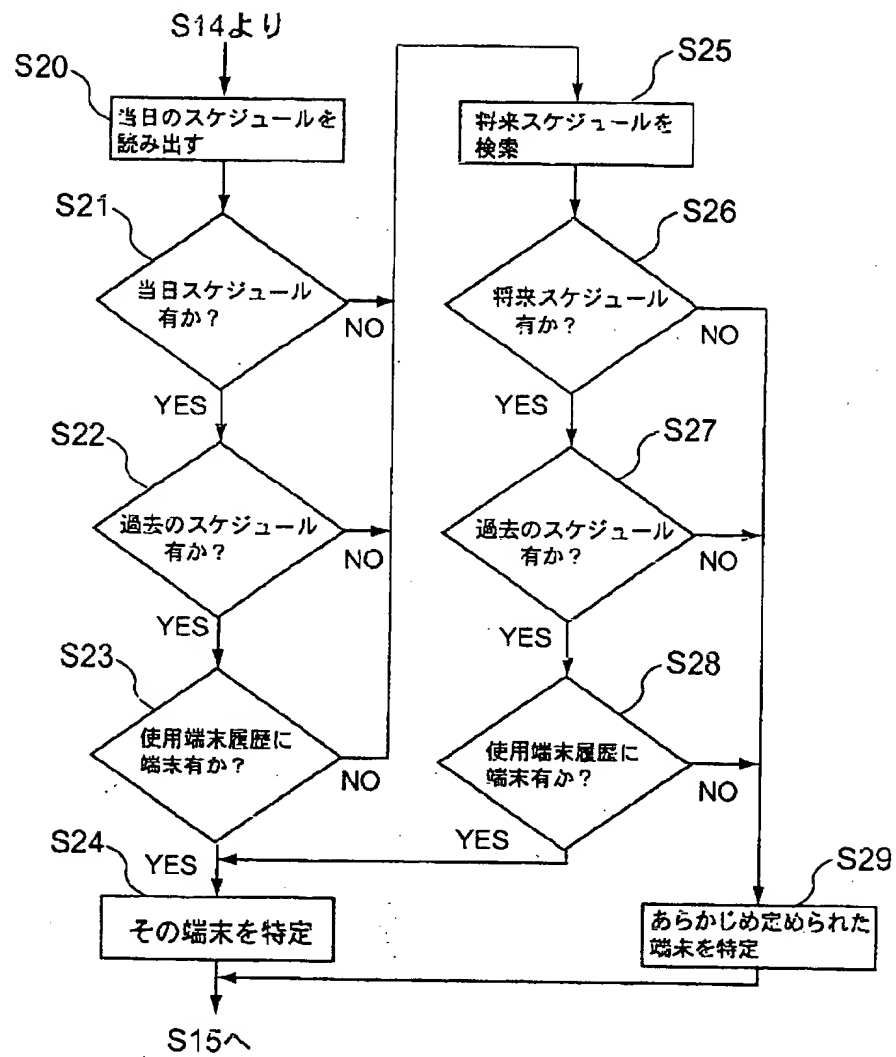 S14より
S20
当日のスケジュールを
読み出す
S21
当日スケジュール
有か？
NO
YES
S22
過去のスケジュール
有か？
NO
YES
S23
使用端末履歴に
端末有か？
NO
YES
S24
その端末を特定
S15へ
S25
将来スケジュールを
検索
S26
将来スケジュール
有か？
NO
YES
S27
過去のスケジュール
有か？
NO
YES
S28
使用端末履歴に
端末有か？
NO
YES
S29
あらかじめ定められた
端末を特定